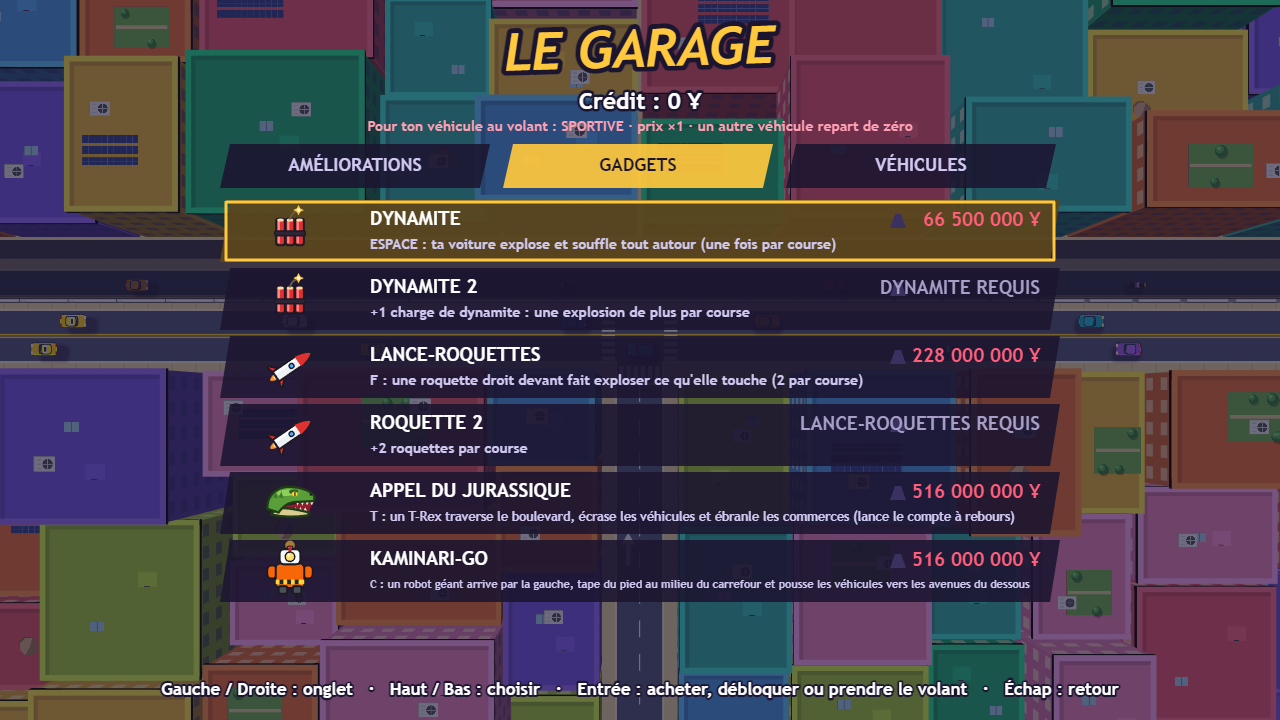 LE GARAGE
Crédit : 0 ¥
Pour ton véhicule au volant : SPORTIVE · prix ×1 · un autre véhicule repart de zéro
AMÉLIORATIONS
GADGETS
VÉHICULES
DYNAMITE
66 500 000 ¥
ESPACE : ta voiture explose et souffle tout autour (une fois par course)
DYNAMITE 2
DYNAMITE REQUIS
+1 charge de dynamite : une explosion de plus par course
LANCE-ROQUETTES
228 000 000 ¥
F : une roquette droit devant fait exploser ce qu'elle touche (2 par course)
ROQUETTE 2
LANCE-ROQUETTES REQUIS
+2 roquettes par course
APPEL DU JURASSIQUE
516 000 000 ¥
T : un T-Rex traverse le boulevard, écrase les véhicules et ébranle les commerces (lance le compte à rebours)
KAMINARI-GO
516 000 000 ¥
C : un robot géant arrive par la gauche, tape du pied au milieu du carrefour et pousse les véhicules vers les avenues du dessous
Gauche / Droite : onglet · Haut / Bas : choisir · Entrée : acheter, débloquer ou prendre le volant · Échap : retour